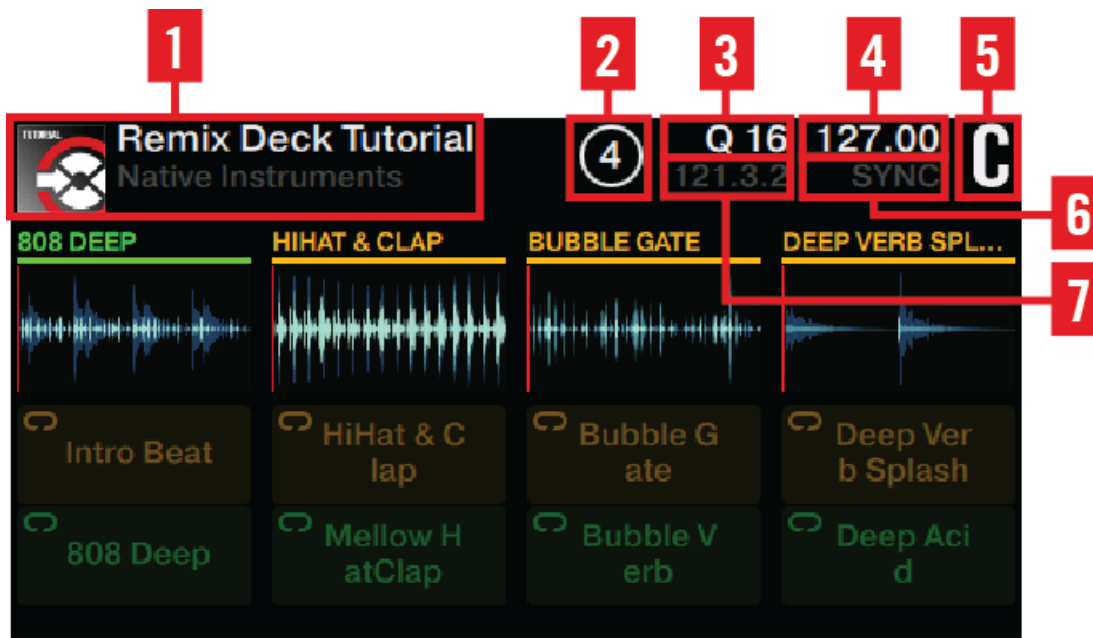 1
2
3
4
5
TUTORIAL
Remix Deck Tutorial
Native Instruments
4
Q 16
121.3.2
127.00
SYNC
C
6
7
808 DEEP
HIHAT & CLAP
BUBBLE GATE
DEEP VERB SPL...
Intro Beat
HiHat & C
lap
Bubble G
ate
Deep Ver
b Splash
808 Deep
Mellow H
atClap
Bubble V
erb
Deep Aci
d